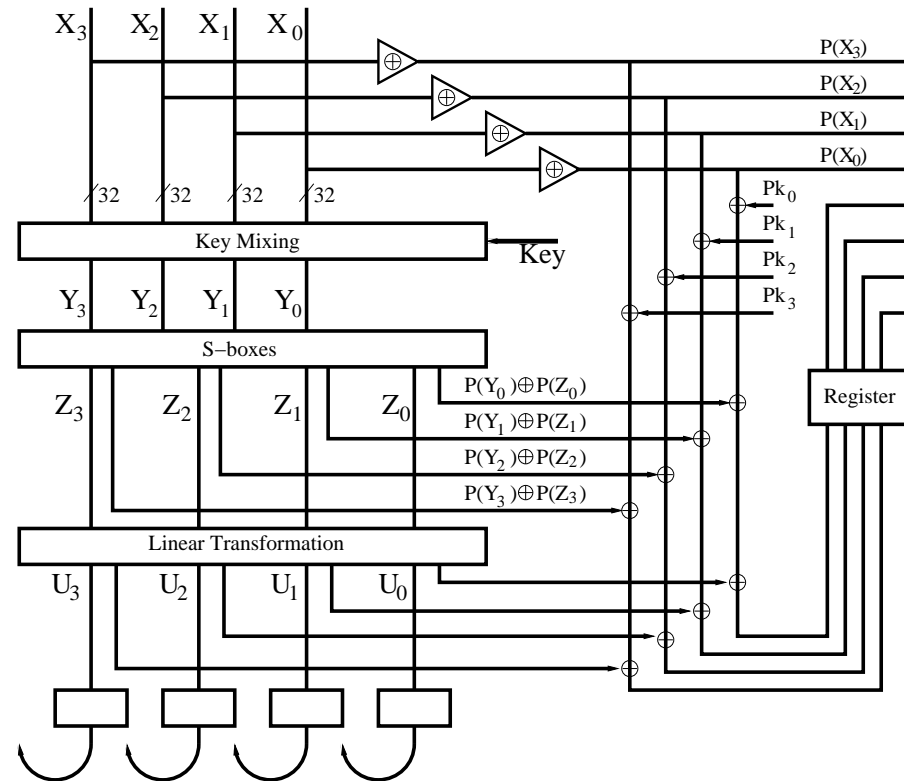 X₃ X₂ X₁ X₀
P(X₃)
P(X₂)
P(X₁)
P(X₀)
32 32 32 32
Pk₀
Key Mixing
Pk₁
Key
Pk₂
Y₃ Y₂ Y₁ Y₀
Pk₃
S−boxes
P(Y₀)⊕P(Z₀)
Z₃ Z₂ Z₁ Z₀
Register
P(Y₁)⊕P(Z₁)
P(Y₂)⊕P(Z₂)
P(Y₃)⊕P(Z₃)
Linear Transformation
U₃ U₂ U₁ U₀